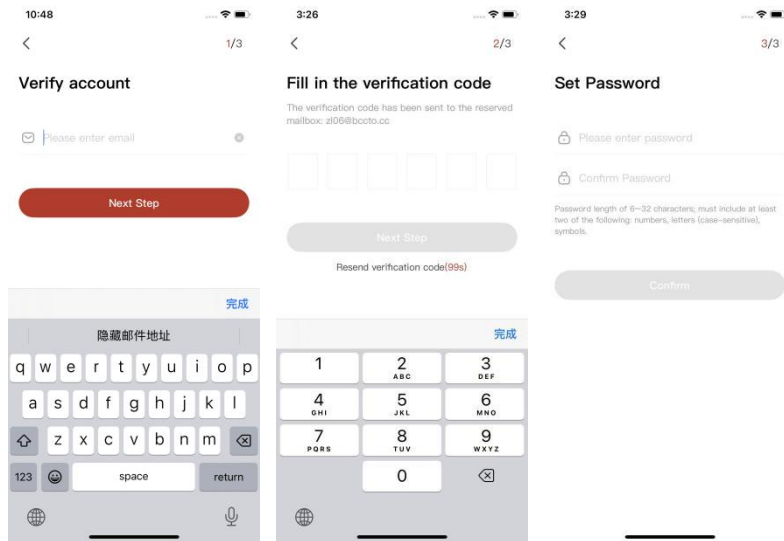 10:48
1/3
Verify account
Please enter email
Next Step
完成
隐藏邮件地址
q w e r t y u i o p
a s d f g h j k l
z x c v b n m
123 space return
3:26
2/3
Fill in the verification code
The verification code has been sent to the reserved
mailbox: zl06@bccto.cc
Next Step
Resend verification code(99s)
完成
1 2 3
ABC DEF
4 5 6
GHI JKL MNO
7 8 9
PQRS TUV WXYZ
0
3:29
3/3
Set Password
Please enter password
Confirm Password
Password length of 6-32 characters; must include at least
two of the following: numbers, letters (case-sensitive),
symbols.
Confirm